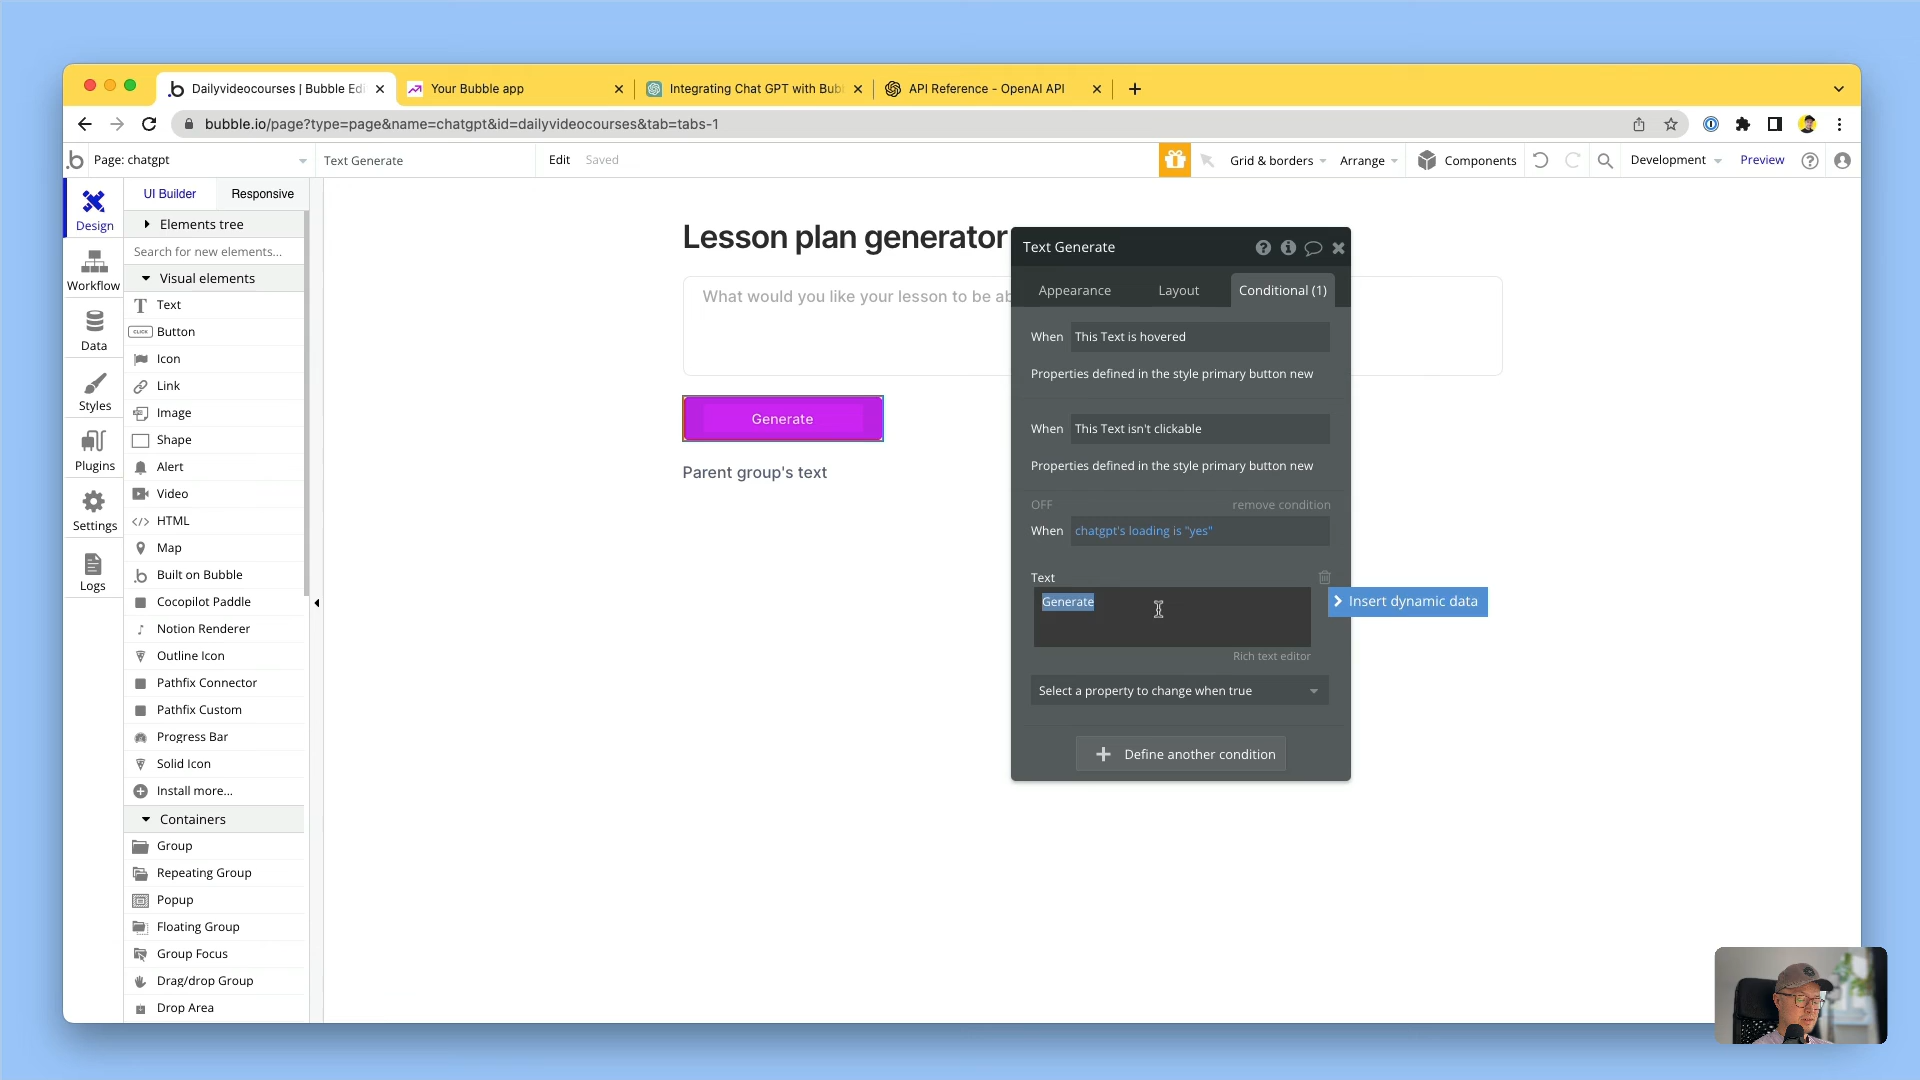 Dailyvideocourses | Bubble Edi
Your Bubble app
Integrating Chat GPT with Bubb
API Reference - OpenAI API
bubble.io/page?type=page&name=chatgpt&id=dailyvideocourses&tab=tabs-1
Page: chatgpt
Text Generate
Edit
Saved
Grid & borders
Arrange
Components
Development
Preview
Design
Workflow
Data
Styles
Plugins
Settings
Logs
UI Builder
Responsive
Elements tree
Search for new elements...
Visual elements
Text
CLICK
Button
Icon
Link
Image
Shape
Alert
Video
HTML
Map
Built on Bubble
Cocopilot Paddle
Notion Renderer
Outline Icon
Pathfix Connector
Pathfix Custom
Progress Bar
Solid Icon
Install more...
Containers
Group
Repeating Group
Popup
Floating Group
Group Focus
Drag/drop Group
Drop Area
Lesson plan generator
What would you like your lesson to be ab
Generate
Parent group's text
Text Generate
Appearance
Layout
Conditional (1)
When
This Text is hovered
Properties defined in the style primary button new
When
This Text isn't clickable
Properties defined in the style primary button new
OFF
remove condition
When
chatgpt's loading is "yes"
Text
Generate
Insert dynamic data
Rich text editor
Select a property to change when true
Define another condition